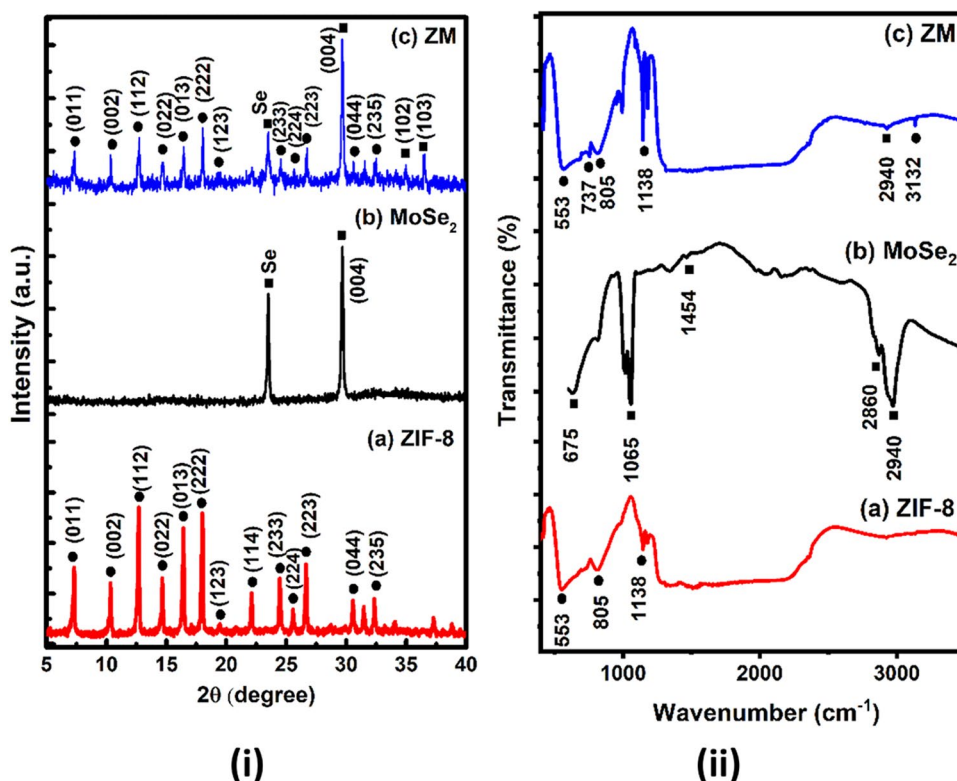 (c) ZM
(011)
(002)
(112)
(022)
(013)
(222)
(123)
Se
(233)
(224)
(223)
(004)
(044)
(235)
(102)
(103)
(b) MoSe2
Se
(004)
(a) ZIF-8
(011)
(002)
(112)
(022)
(013)
(222)
(123)
(114)
(233)
(224)
(223)
(044)
(235)
Intensity (a.u.)
5 10 15 20 25 30 35 40
2θ (degree)
(i)
(c) ZM
553
737
805
1138
2940
3132
(b) MoSe2
675
1065
1454
2860
2940
(a) ZIF-8
553
805
1138
Transmittance (%)
1000 2000 3000
Wavenumber (cm-1)
(ii)